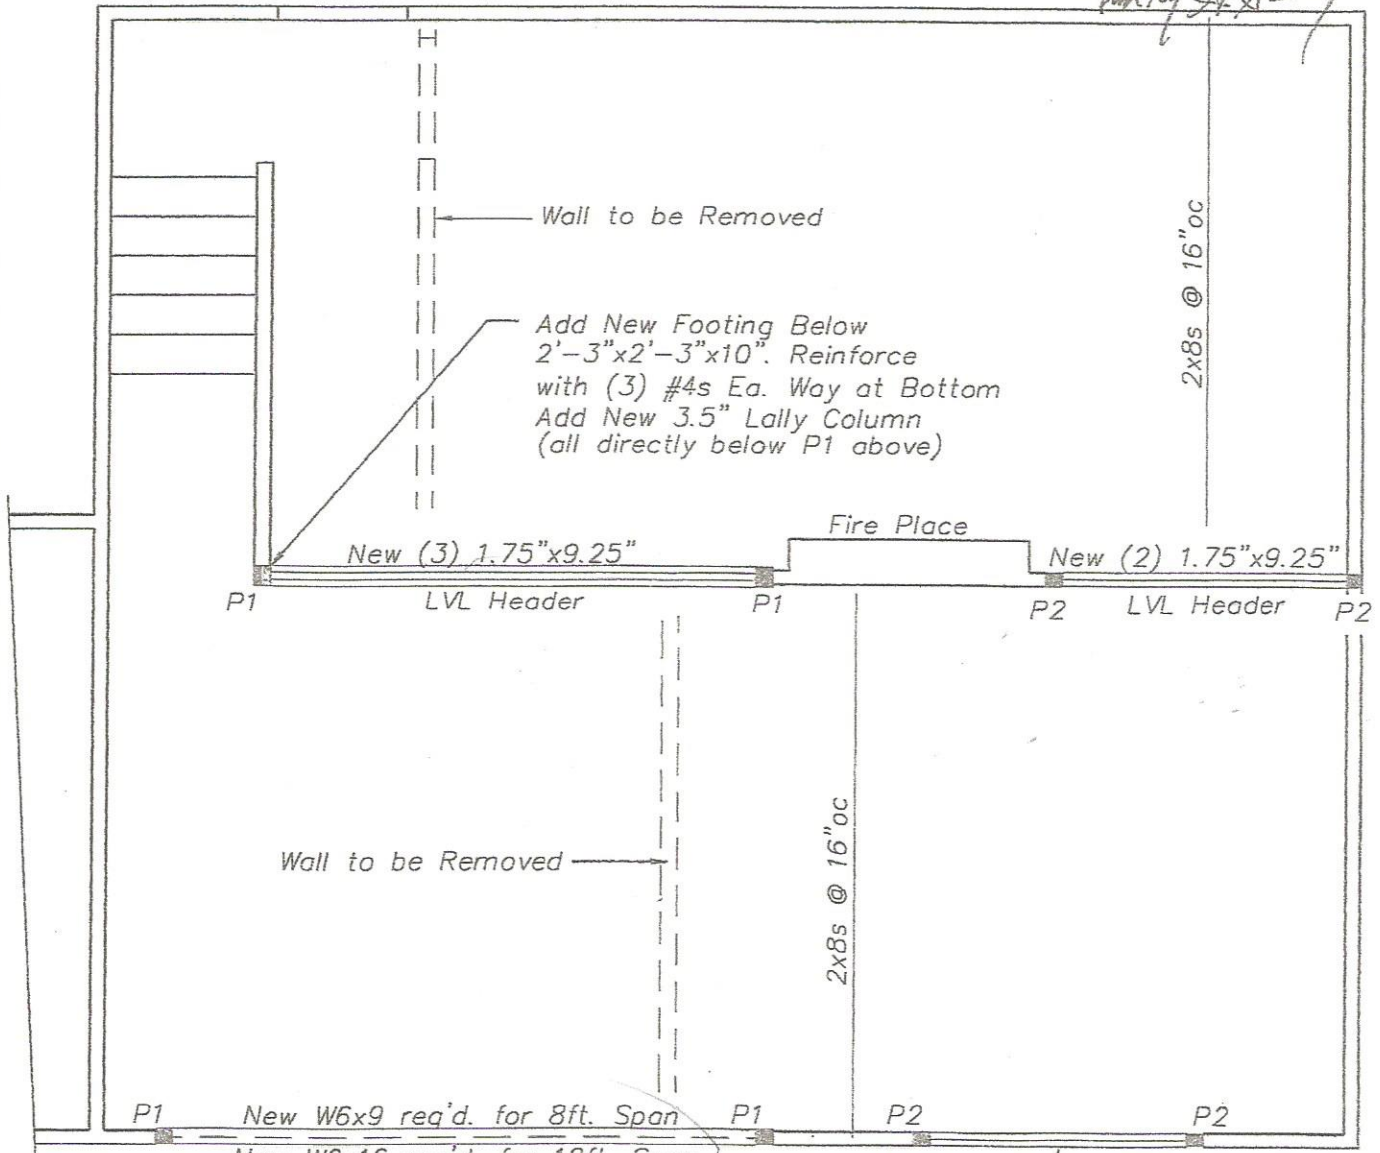 Wall to be Removed
2x8s @ 16"oc
Add New Footing Below
2'-3"x2'-3"x10". Reinforce
with (3) #4s Ea. Way at Bottom
Add New 3.5" Lally Column
(all directly below P1 above)
Fire Place
New (3) 1.75"x9.25"
New (2) 1.75"x9.25"
P1
LVL Header
P1
P2
LVL Header
P2
Wall to be Removed
2x8s @ 16"oc
P1
New W6x9 req'd. for 8ft. Span
P1
P2
P2